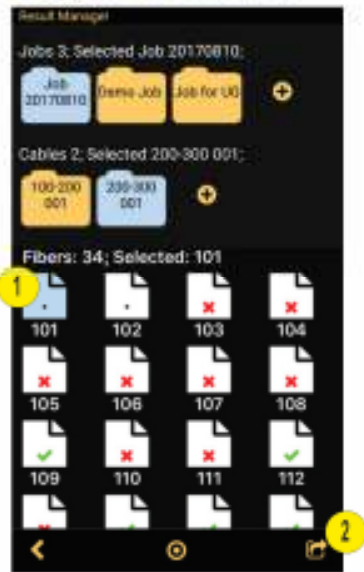 Result Manager
Jobs 3; Selected Job 20170810;
Job 20170810
Demo Job
Job for UG
Cables 2; Selected 200-300 001;
100-200 001
200-300 001
Fibers: 34; Selected: 101
1
101 102 103 104
105 106 107 108
109 110 111 112
2